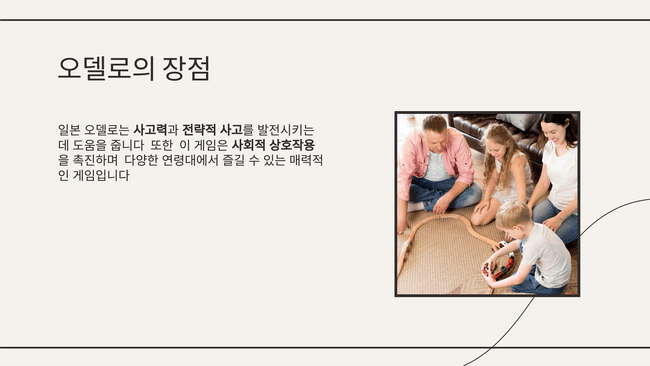 오델로의 장점
일본 오델로는 사고력과 전략적 사고를 발전시키는
데 도움을 줍니다 또한 이 게임은 사회적 상호작용
을 촉진하며 다양한 연령대에서 즐길 수 있는 매력적
인 게임입니다